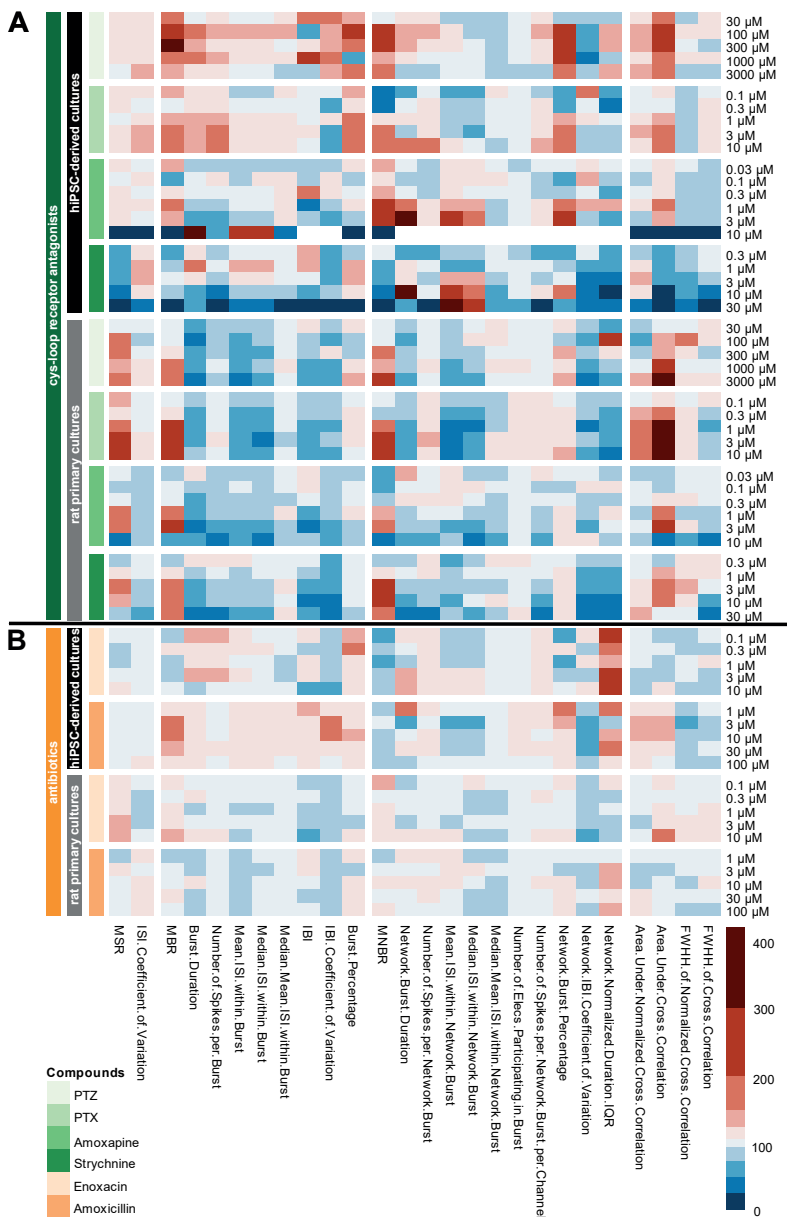 A
cys-loop receptor antagonists
hiPSC-derived cultures
30 µM
100 µM
300 µM
1000 µM
3000 µM
0.1 µM
0.3 µM
1 µM
3 µM
10 µM
0.03 µM
0.1 µM
0.3 µM
1 µM
3 µM
10 µM
0.3 µM
1 µM
3 µM
10 µM
30 µM
rat primary cultures
30 µM
100 µM
300 µM
1000 µM
3000 µM
0.1 µM
0.3 µM
1 µM
3 µM
10 µM
0.03 µM
0.1 µM
0.3 µM
1 µM
3 µM
10 µM
0.3 µM
1 µM
3 µM
10 µM
30 µM
B
antibiotics
hiPSC-derived cultures
0.1 µM
0.3 µM
1 µM
3 µM
10 µM
1 µM
3 µM
10 µM
30 µM
100 µM
rat primary cultures
0.1 µM
0.3 µM
1 µM
3 µM
10 µM
1 µM
3 µM
10 µM
30 µM
100 µM
MSR
ISI.Coefficient.of.Variation
MBR
Burst.Duration
Number.of.Spikes.per.Burst
Mean.ISI.within.Burst
Median.ISI.within.Burst
Median.Mean.ISI.within.Burst
IBI
IBI.Coefficient.of.Variation
Burst.Percentage
MNBR
Network.Burst.Duration
Number.of.Spikes.per.Network.Burst
Mean.ISI.within.Network.Burst
Median.ISI.within.Network.Burst
Median.Mean.ISI.within.Network.Burst
Number.of.Elecs.Participating.in.Burst
Number.of.Spikes.per.Network.Burst.per.Channel
Network.Burst.Percentage
Network.IBI.Coefficient.of.Variation
Network.Normalized.Duration.IQR
Area.Under.Normalized.Cross.Correlation
Area.Under.Cross.Correlation
FWHH.of.Normalized.Cross.Correlation
FWHH.of.Cross.Correlation
400
300
200
100
0
Compounds
PTZ
PTX
Amoxapine
Strychnine
Enoxacin
Amoxicillin